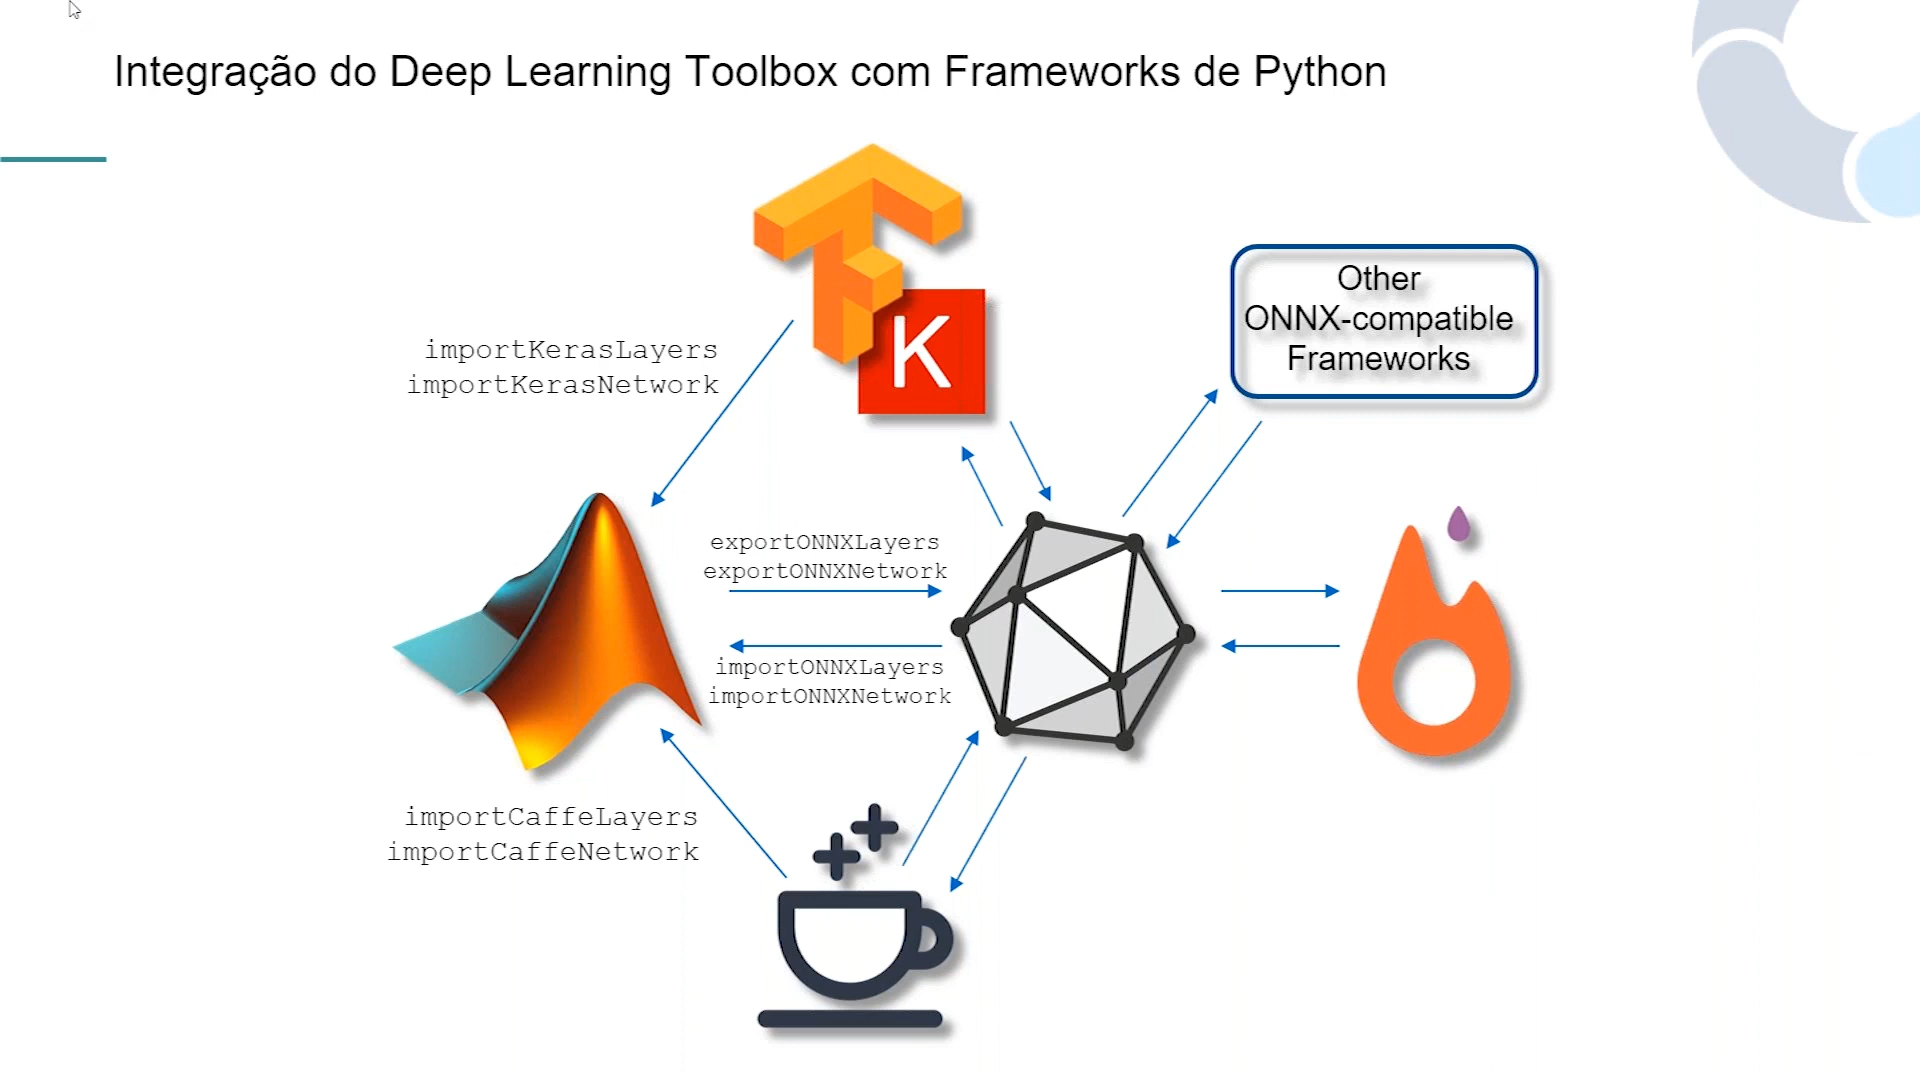 Integração do Deep Learning Toolbox com Frameworks de Python
Other
ONNX-compatible
Frameworks
importKerasLayers
importKerasNetwork
K
exportONNXLayers
exportONNXNetwork
importONNXLayers
importONNXNetwork
importCaffeLayers
importCaffeNetwork